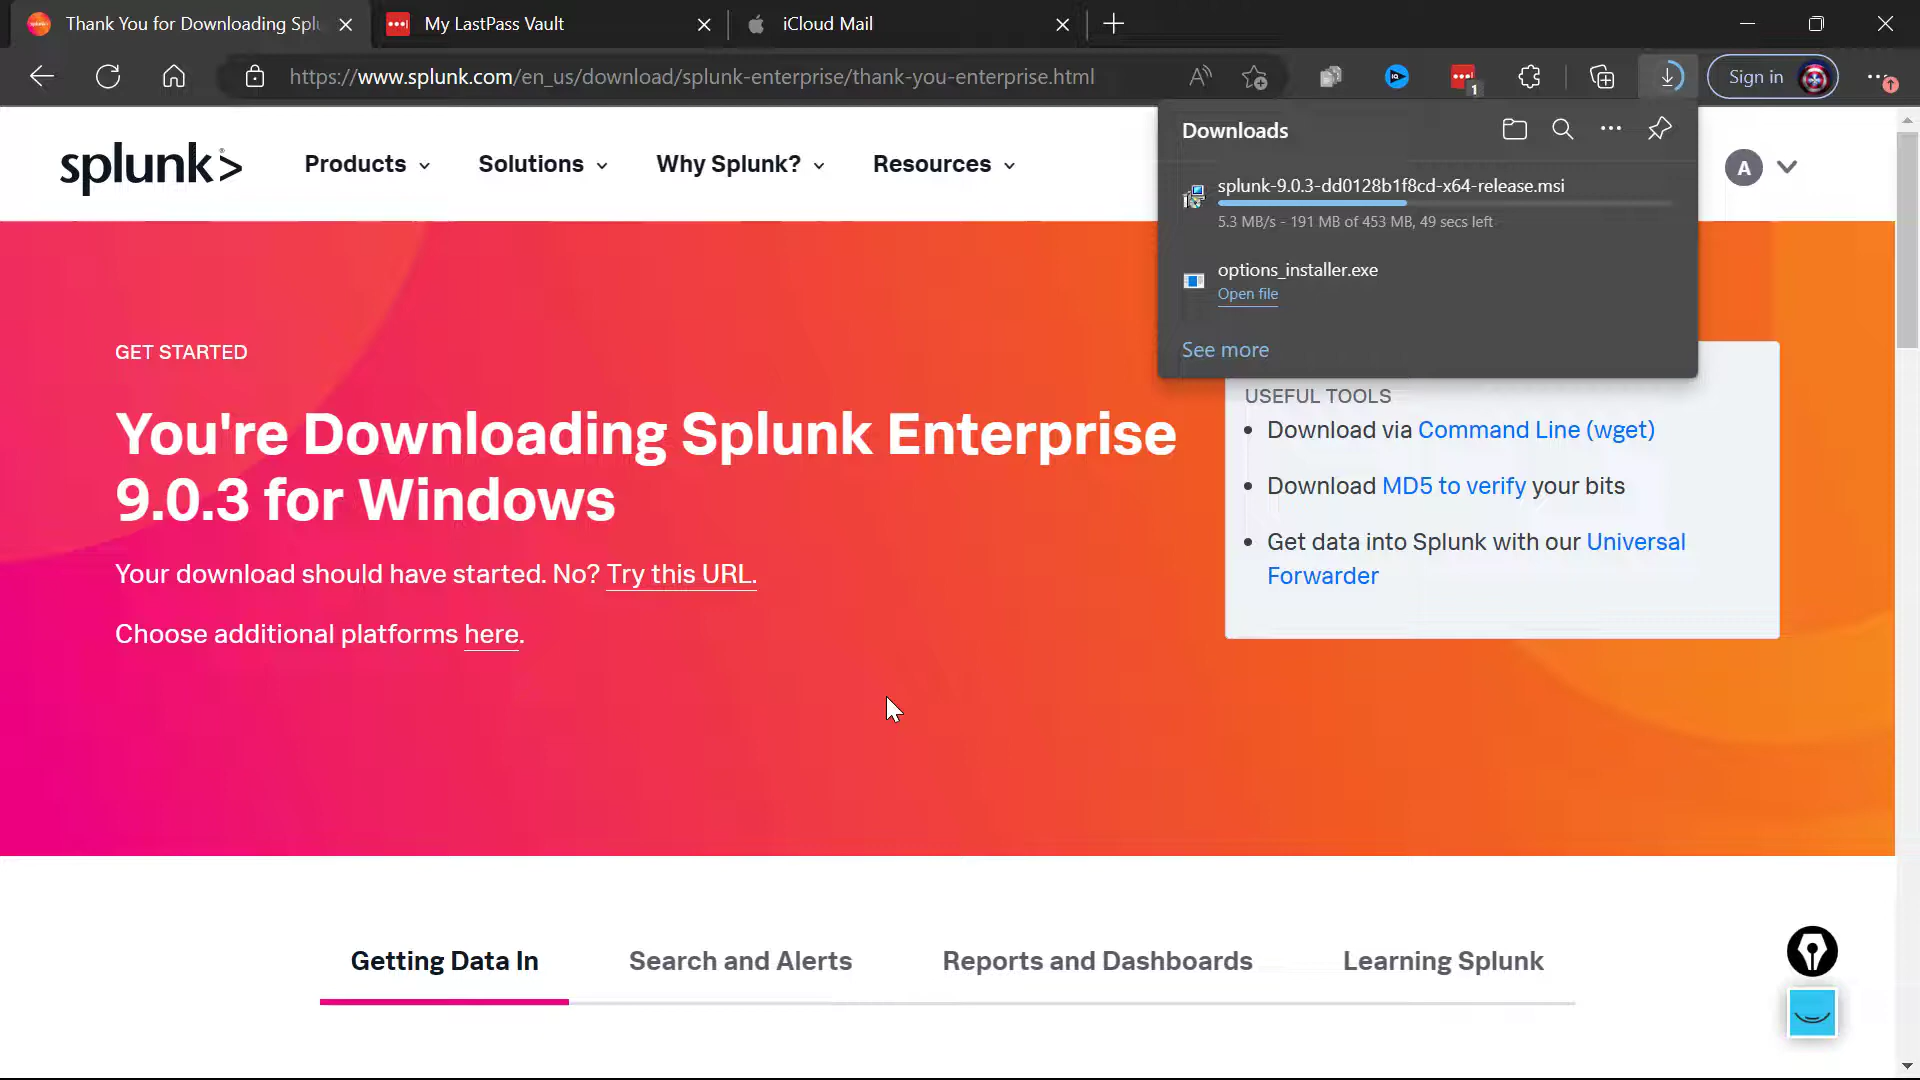 Thank You for Downloading Splu
My LastPass Vault
iCloud Mail
https://www.splunk.com/en_us/download/splunk-enterprise/thank-you-enterprise.html
1
Sign in
splunk>
Products
Solutions
Why Splunk?
Resources
A
Downloads
splunk-9.0.3-dd0128b1f8cd-x64-release.msi
5.3 MB/s - 191 MB of 453 MB, 49 secs left
options_installer.exe
Open file
See more
GET STARTED
You're Downloading Splunk Enterprise
9.0.3 for Windows
Your download should have started. No? Try this URL.
Choose additional platforms here.
USEFUL TOOLS
• Download via Command Line (wget)
• Download MD5 to verify your bits
• Get data into Splunk with our Universal
Forwarder
Getting Data In
Search and Alerts
Reports and Dashboards
Learning Splunk